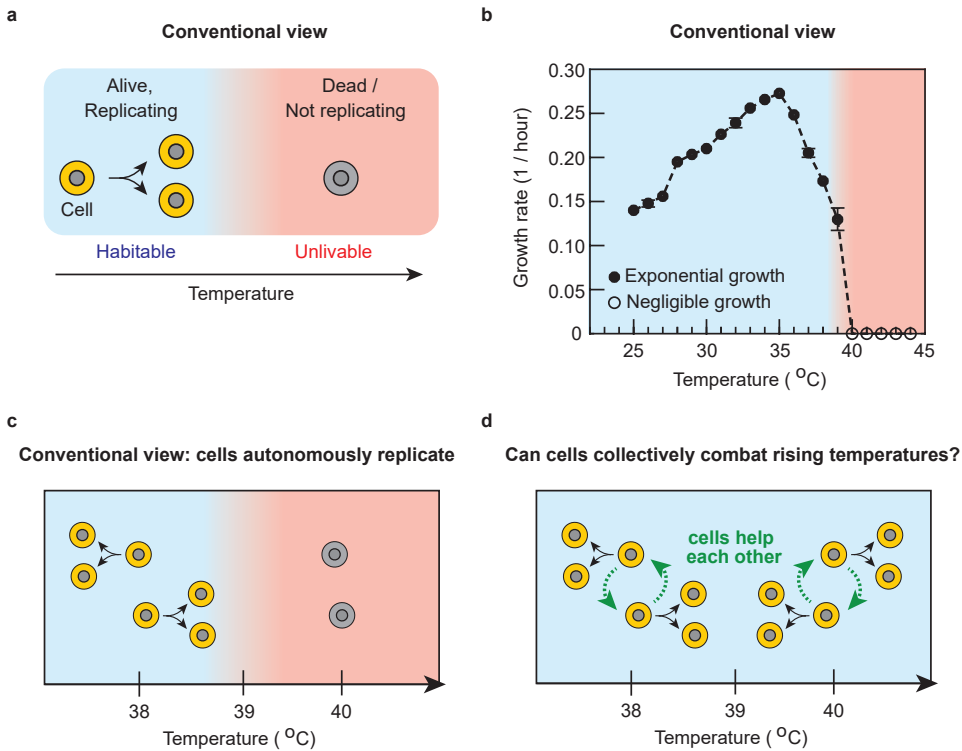 a
Conventional view
Alive,
Replicating
Dead /
Not replicating
Cell
Habitable
Unlivable
Temperature
b
Conventional view
Growth rate (1 / hour)
0.30
0.25
0.20
0.15
0.10
0.05
0
Exponential growth
Negligible growth
25
30
35
40
45
Temperature ( °C)
c
Conventional view: cells autonomously replicate
38
39
40
Temperature ( °C)
d
Can cells collectively combat rising temperatures?
cells help
each other
38
39
40
Temperature ( °C)